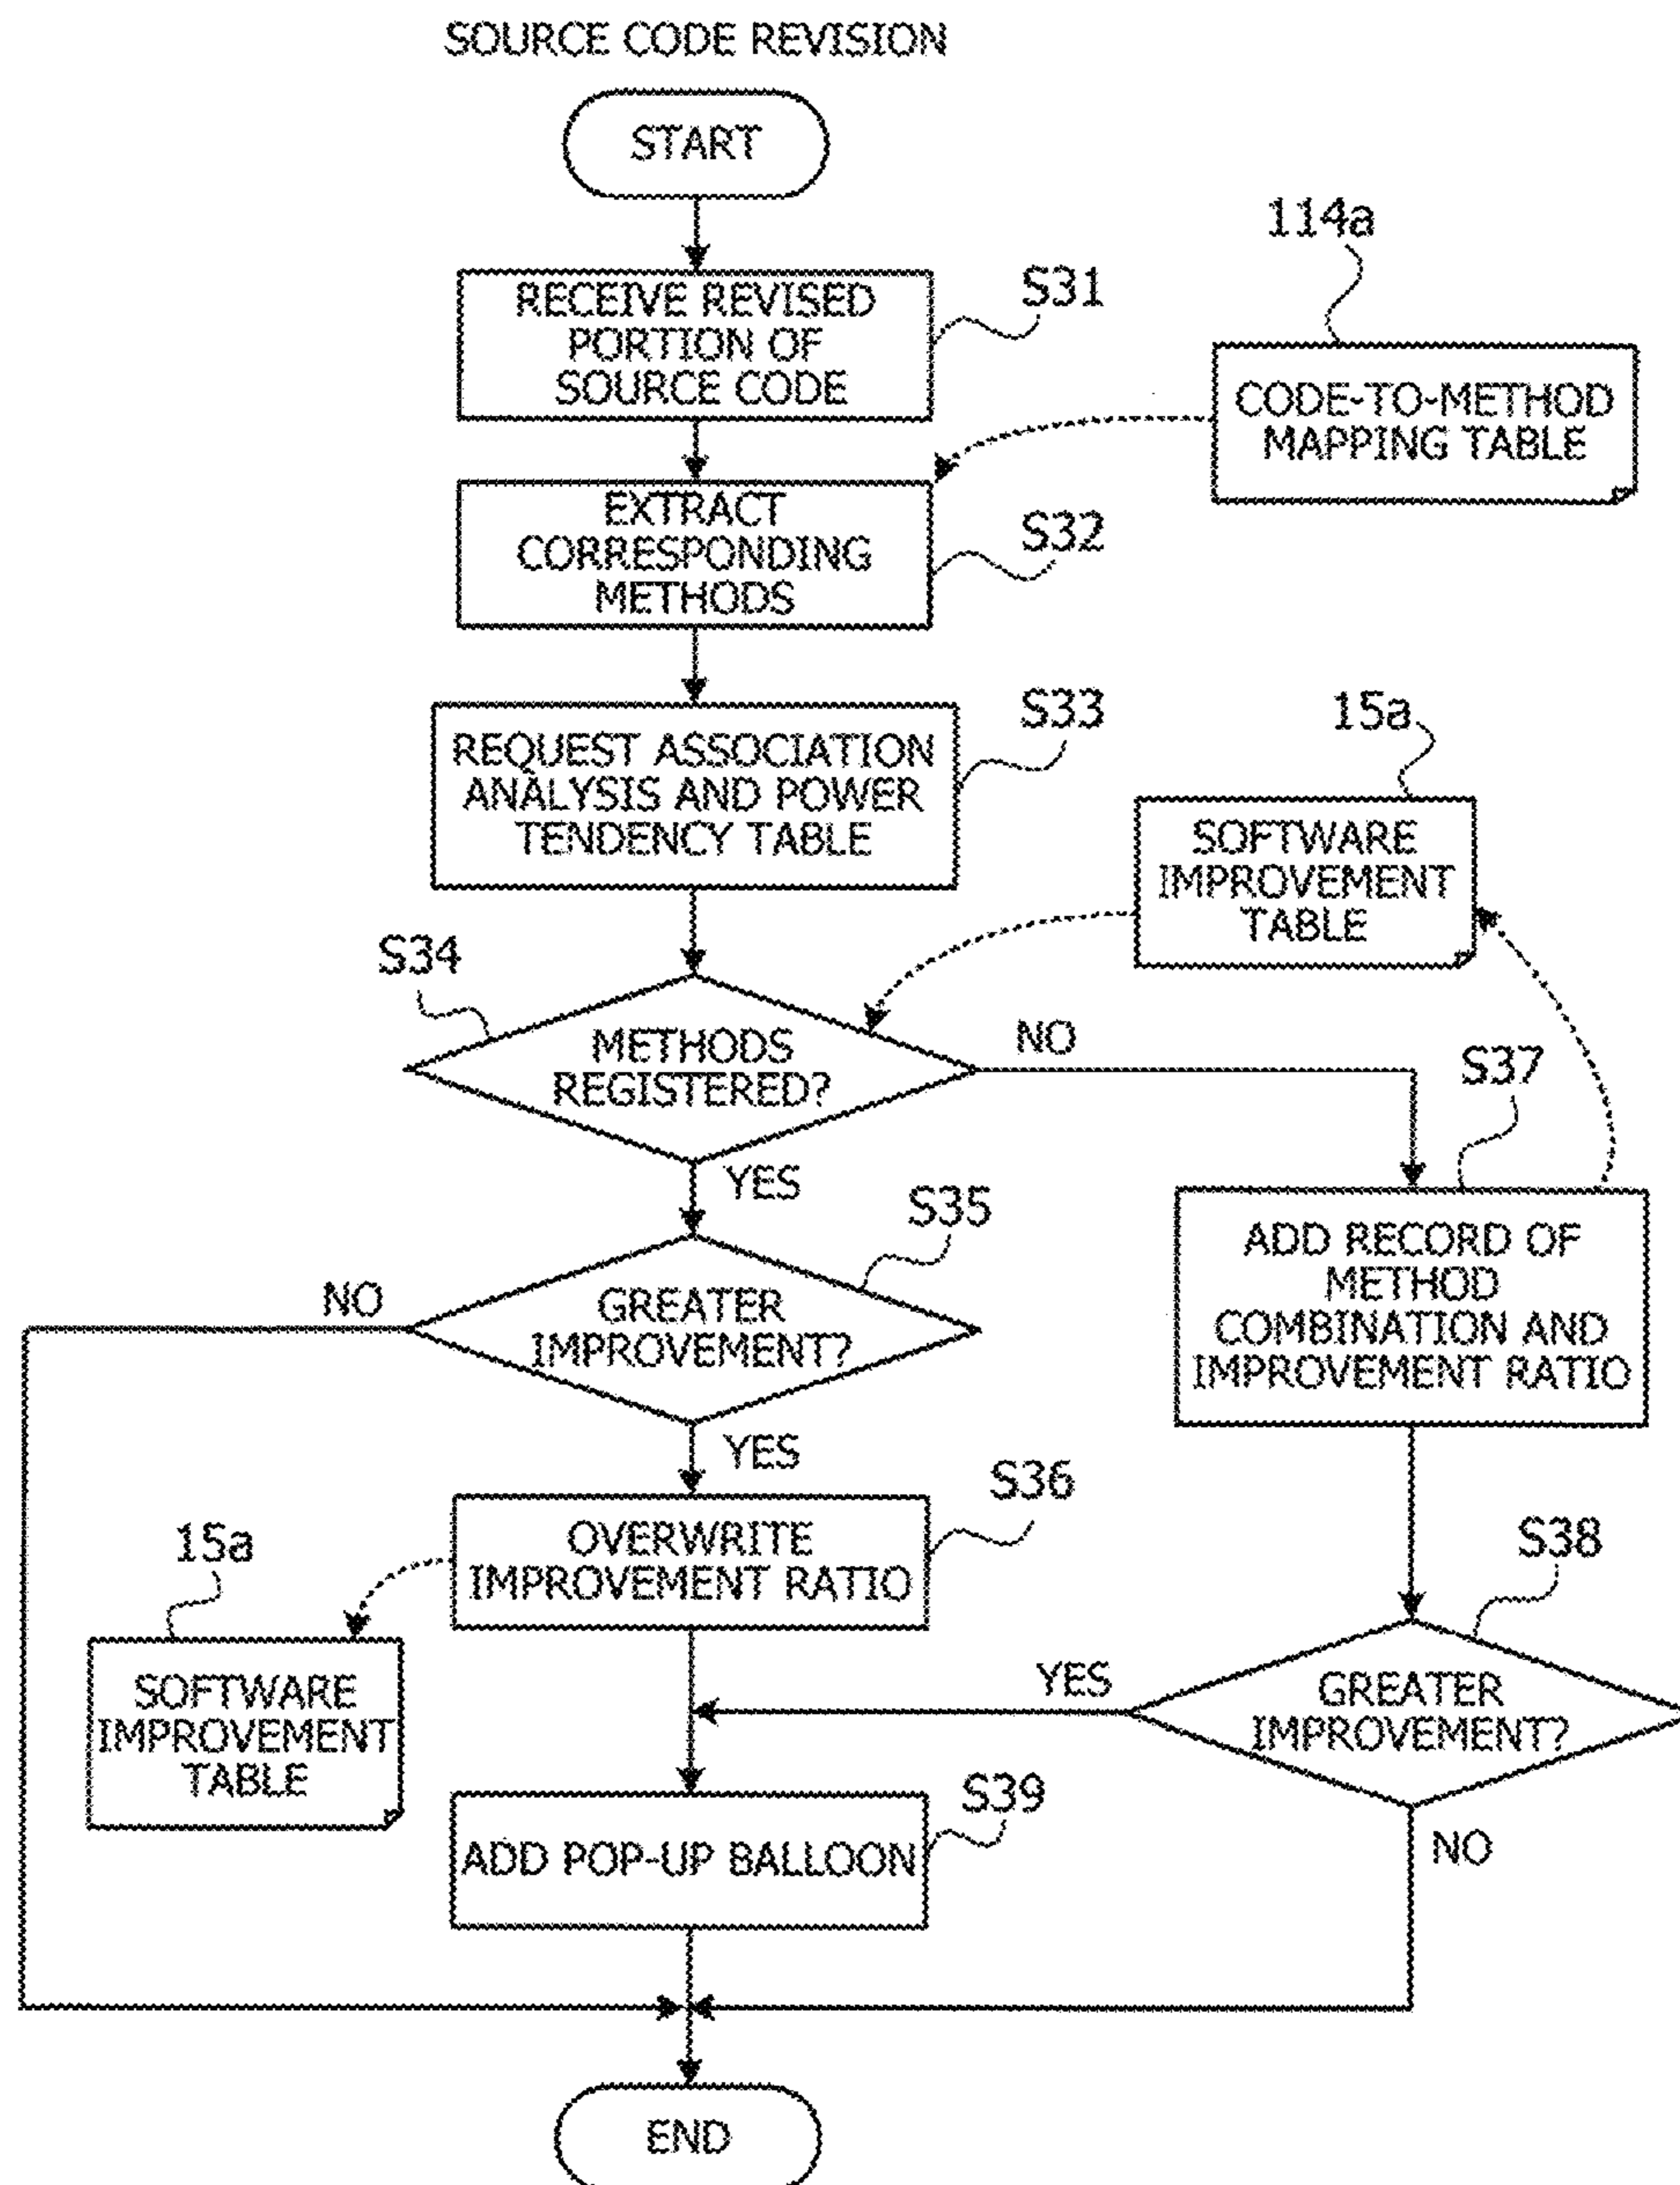 SOURCE CODE REVISION
START
114a
S31
RECEIVE REVISED
PORTION OF
SOURCE CODE
CODE-TO-METHOD
MAPPING TABLE
EXTRACT
CORRESPONDING
METHODS
S32
S33
15a
REQUEST ASSOCIATION
ANALYSIS AND POWER
TENDENCY TABLE
SOFTWARE
IMPROVEMENT
TABLE
S34
METHODS
REGISTERED?
NO
S37
YES
S35
ADD RECORD OF
METHOD
COMBINATION AND
IMPROVEMENT RATIO
NO
GREATER
IMPROVEMENT?
YES
S36
15a
OVERWRITE
IMPROVEMENT RATIO
S38
SOFTWARE
IMPROVEMENT
TABLE
YES
GREATER
IMPROVEMENT?
S39
ADD POP-UP BALLOON
NO
END